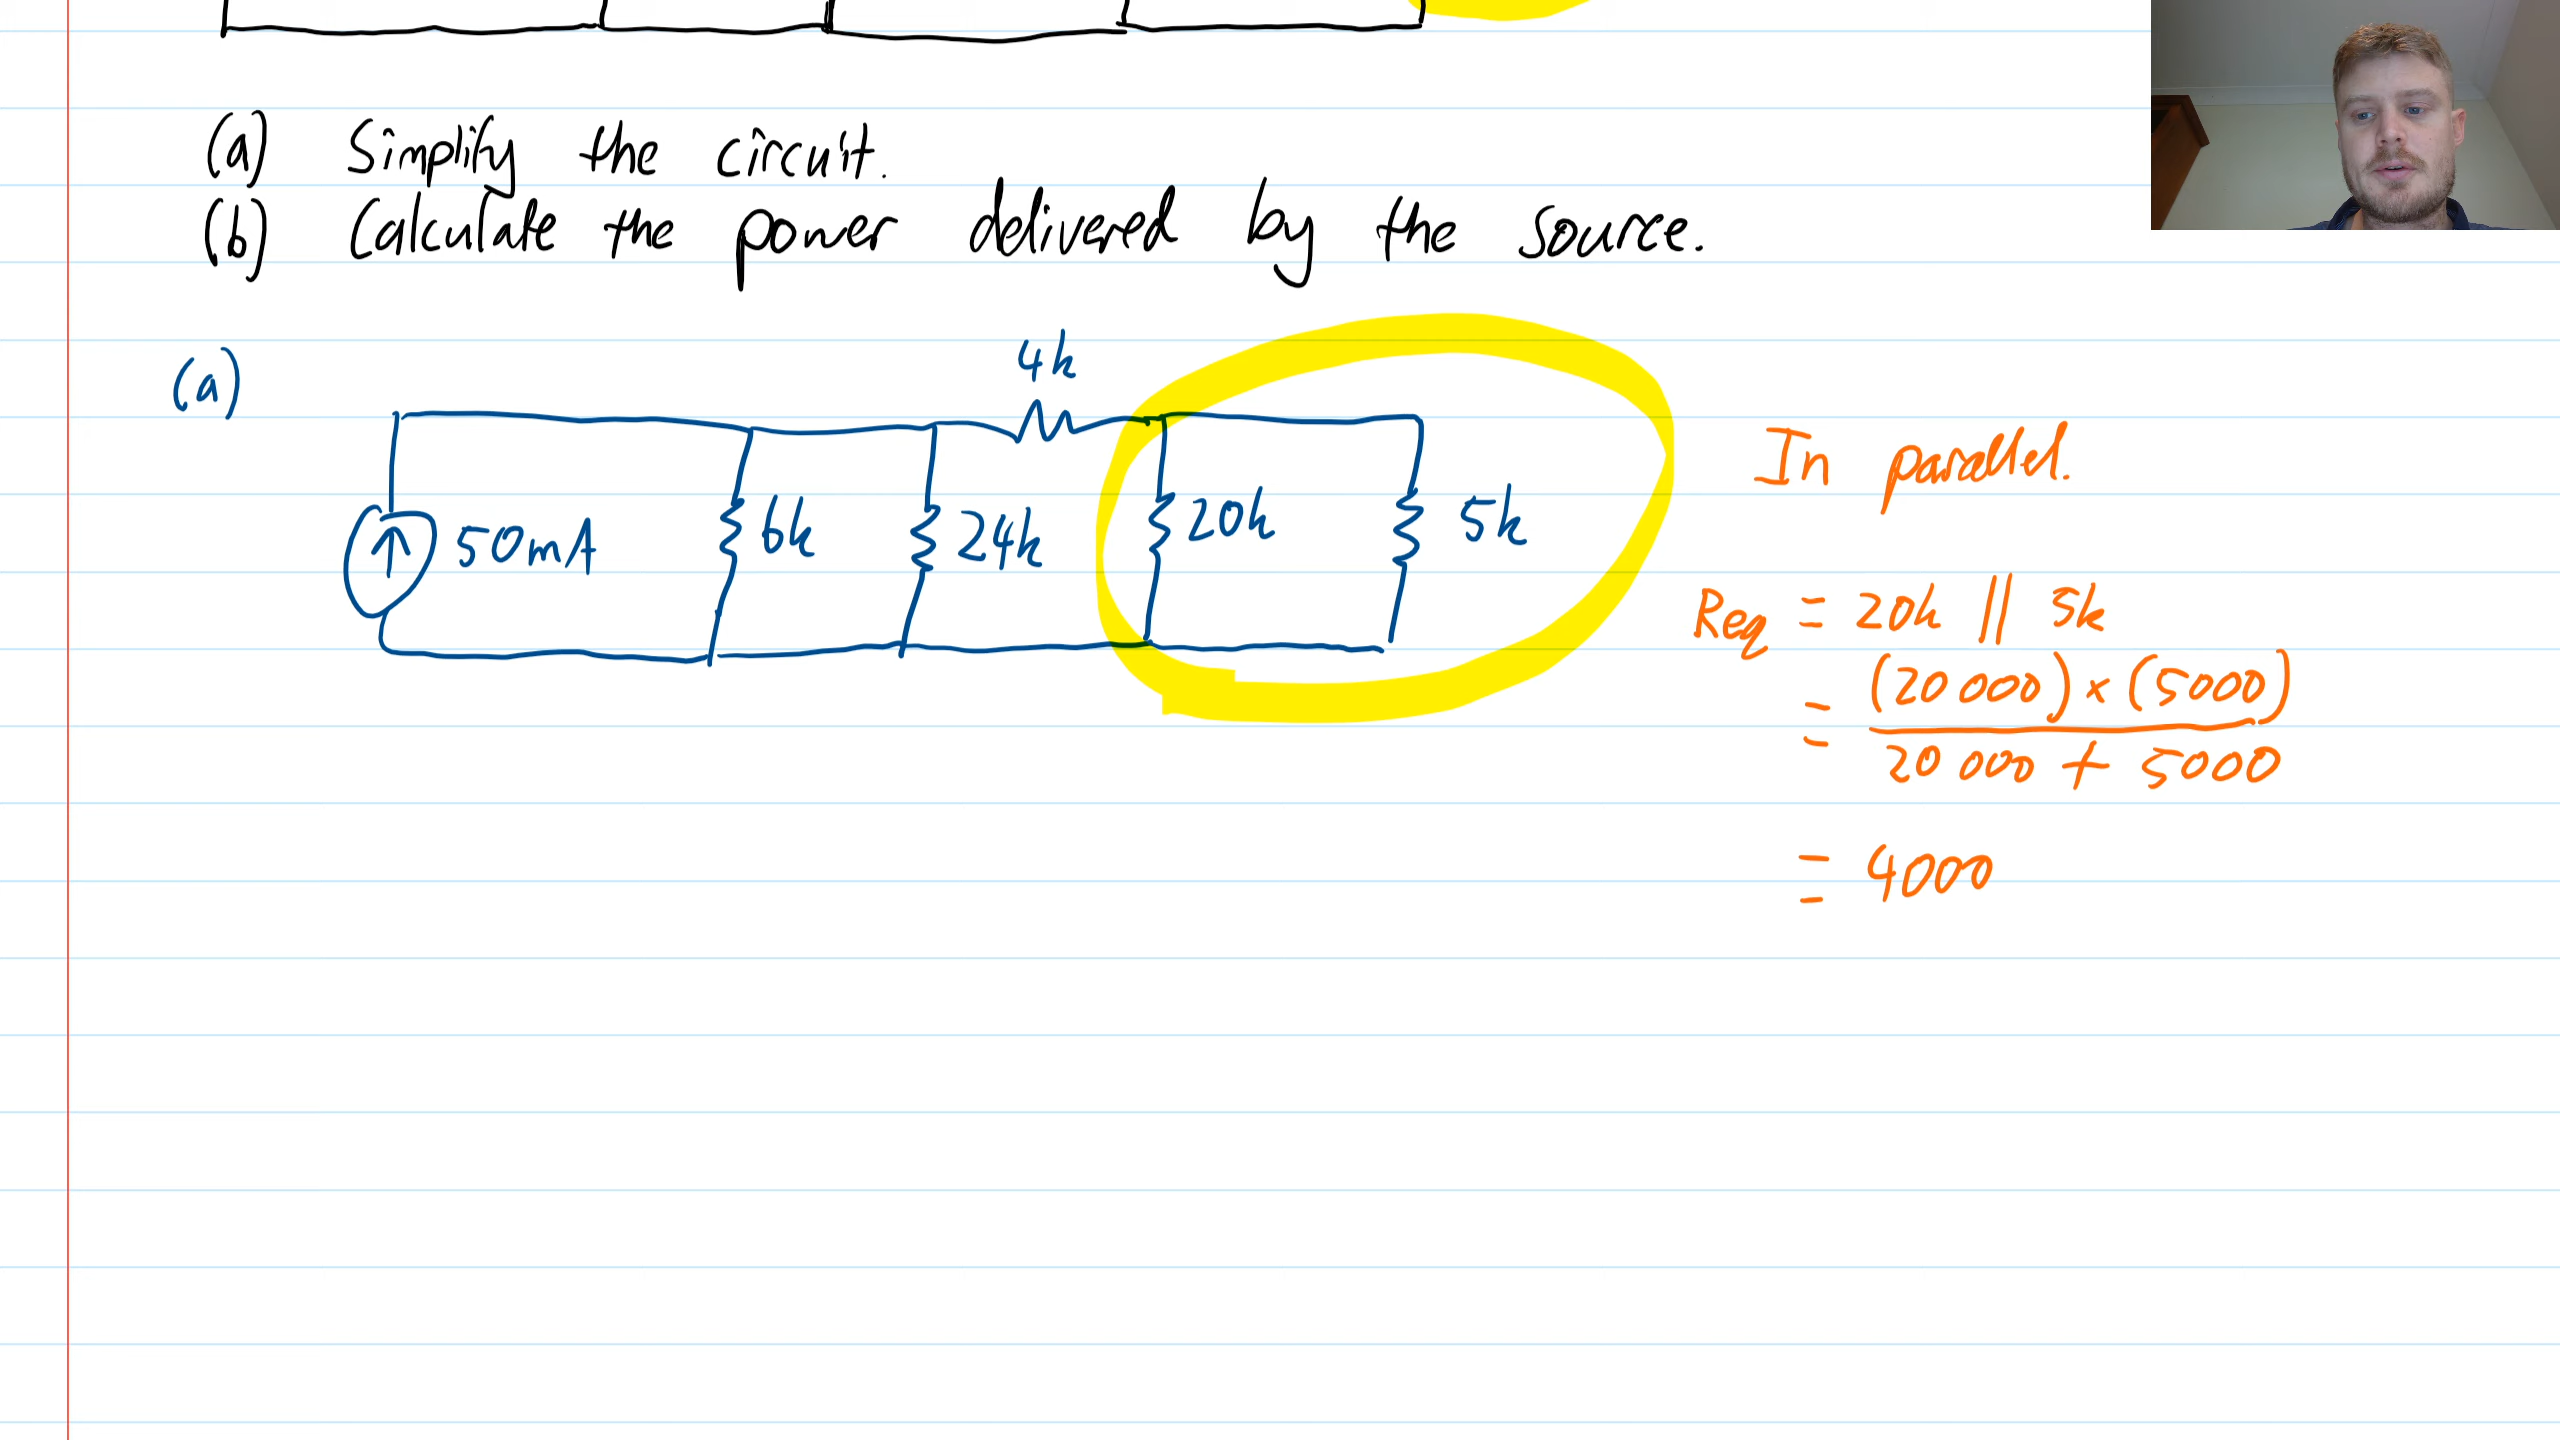 (a) Simplify the circuit.
(b) Calculate the power delivered by the source.
(a)
4k
50mA
6k
24k
20k
5k
In parallel.
Req = 20k || 5k
= (20 000) × (5000)
20 000 + 5000
= 4000